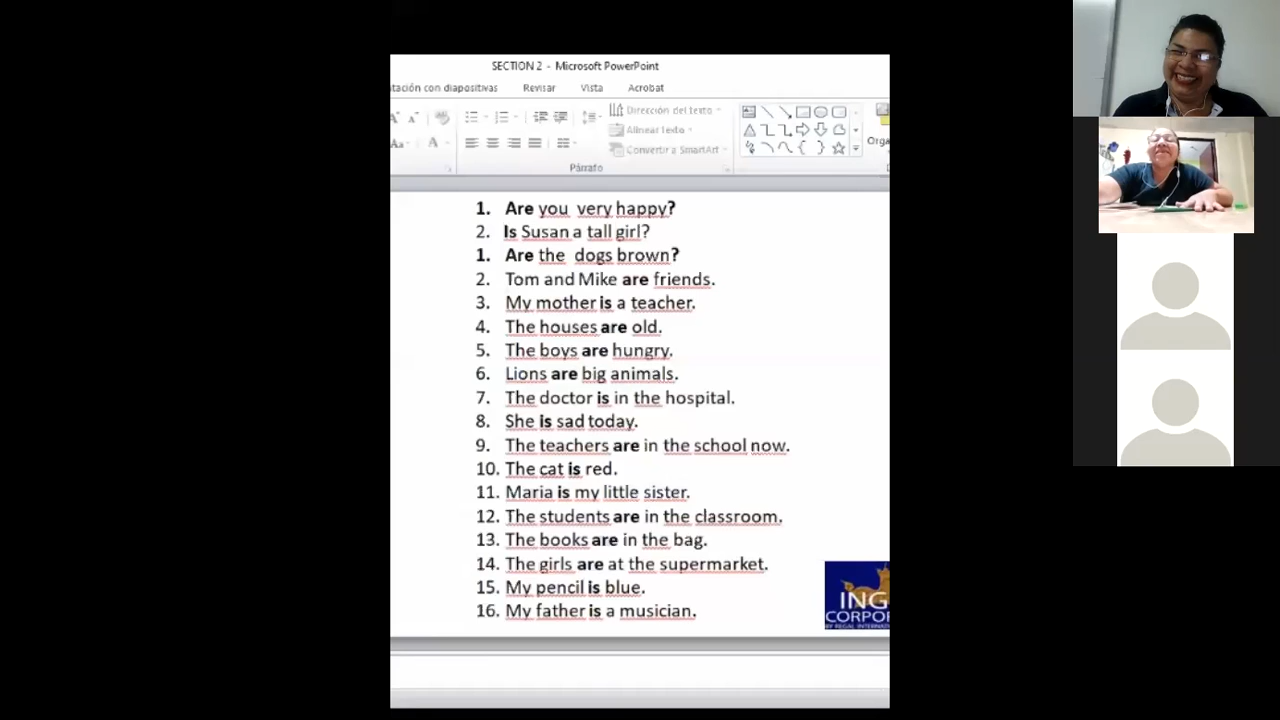 SECTION 2 - Microsoft PowerPoint
tación con diapositivas Revisar Vista Acrobat
Dirección del texto
Alinear texto
Convertir a SmartArt
Párrafo
1. Are you very happy?
2. Is Susan a tall girl?
1. Are the dogs brown?
2. Tom and Mike are friends.
3. My mother is a teacher.
4. The houses are old.
5. The boys are hungry.
6. Lions are big animals.
7. The doctor is in the hospital.
8. She is sad today.
9. The teachers are in the school now.
10. The cat is red.
11. Maria is my little sister.
12. The students are in the classroom.
13. The books are in the bag.
14. The girls are at the supermarket.
15. My pencil is blue.
16. My father is a musician.
ING
CORPO